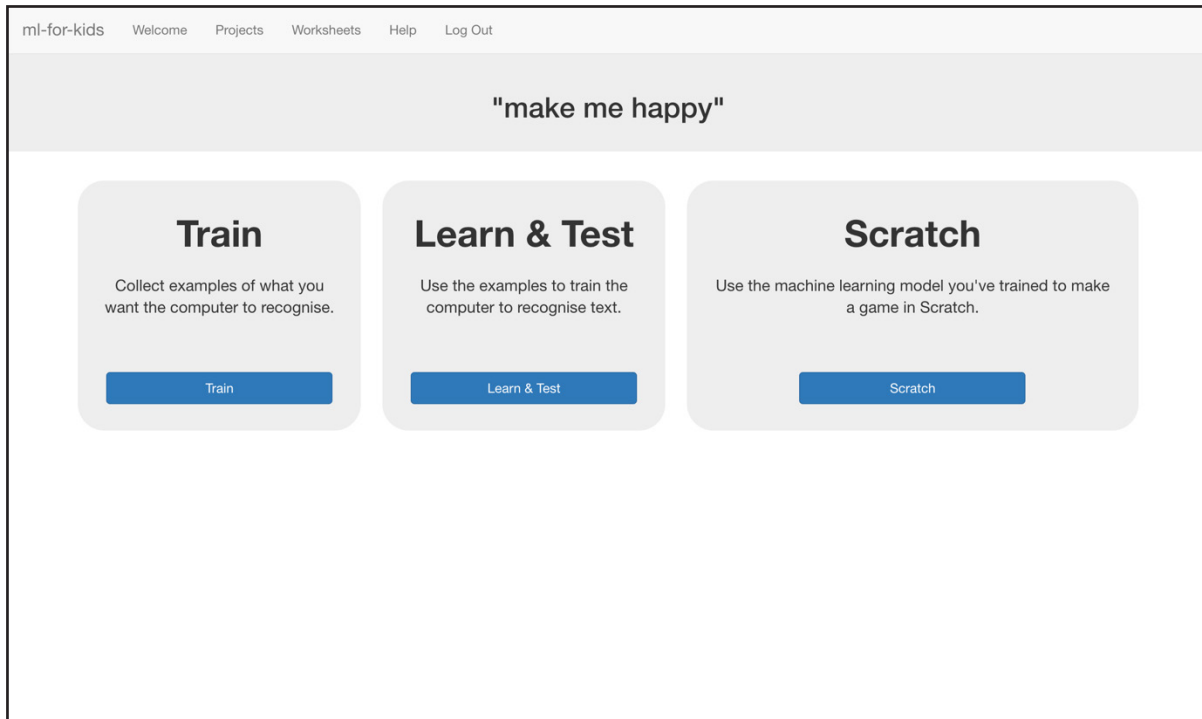 ml-for-kids Welcome Projects Worksheets Help Log Out
"make me happy"
Train
Collect examples of what you
want the computer to recognise.
Train
Learn & Test
Use the examples to train the
computer to recognise text.
Learn & Test
Scratch
Use the machine learning model you've trained to make
a game in Scratch.
Scratch